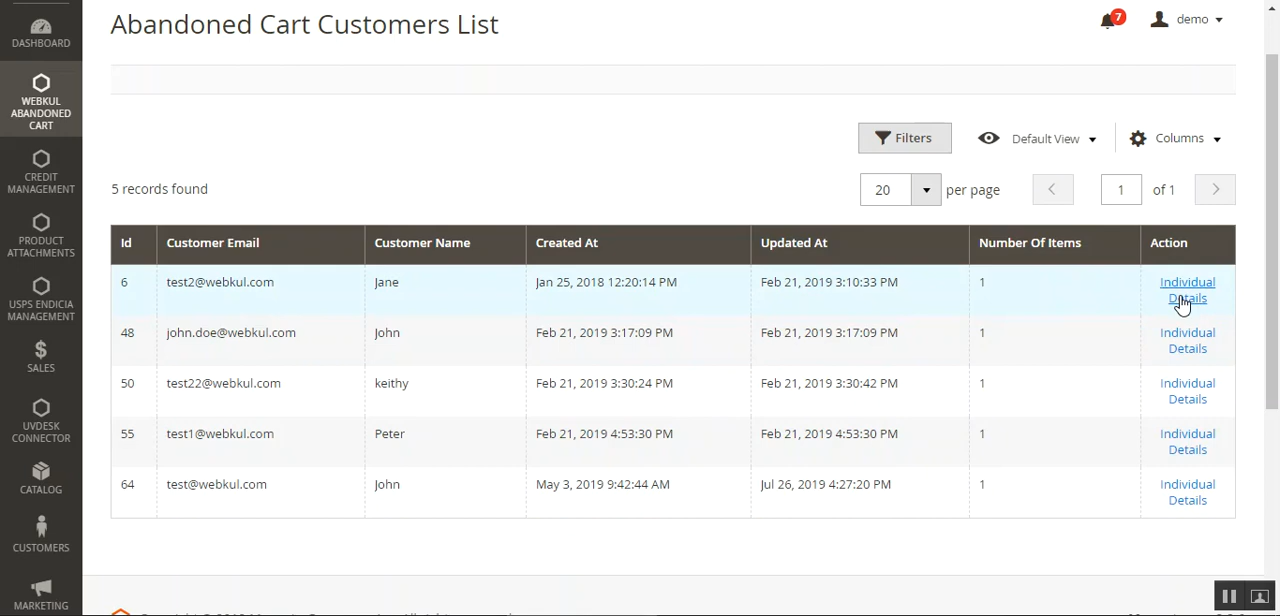 Abandoned Cart Customers List
7
demo
DASHBOARD
WEBKUL
ABANDONED
CART
CREDIT
MANAGEMENT
PRODUCT
ATTACHMENTS
USPS ENDICIA
MANAGEMENT
$
SALES
UVDESK
CONNECTOR
CATALOG
CUSTOMERS
MARKETING
Filters
Default View
Columns
5 records found
20 per page
1 of 1
Id Customer Email Customer Name Created At Updated At Number Of Items Action
6 test2@webkul.com Jane Jan 25, 2018 12:20:14 PM Feb 21, 2019 3:10:33 PM 1 Individual
Details
48 john.doe@webkul.com John Feb 21, 2019 3:17:09 PM Feb 21, 2019 3:17:09 PM 1 Individual
Details
50 test22@webkul.com keithy Feb 21, 2019 3:30:24 PM Feb 21, 2019 3:30:42 PM 1 Individual
Details
55 test1@webkul.com Peter Feb 21, 2019 4:53:30 PM Feb 21, 2019 4:53:30 PM 1 Individual
Details
64 test@webkul.com John May 3, 2019 9:42:44 AM Jul 26, 2019 4:27:20 PM 1 Individual
Details